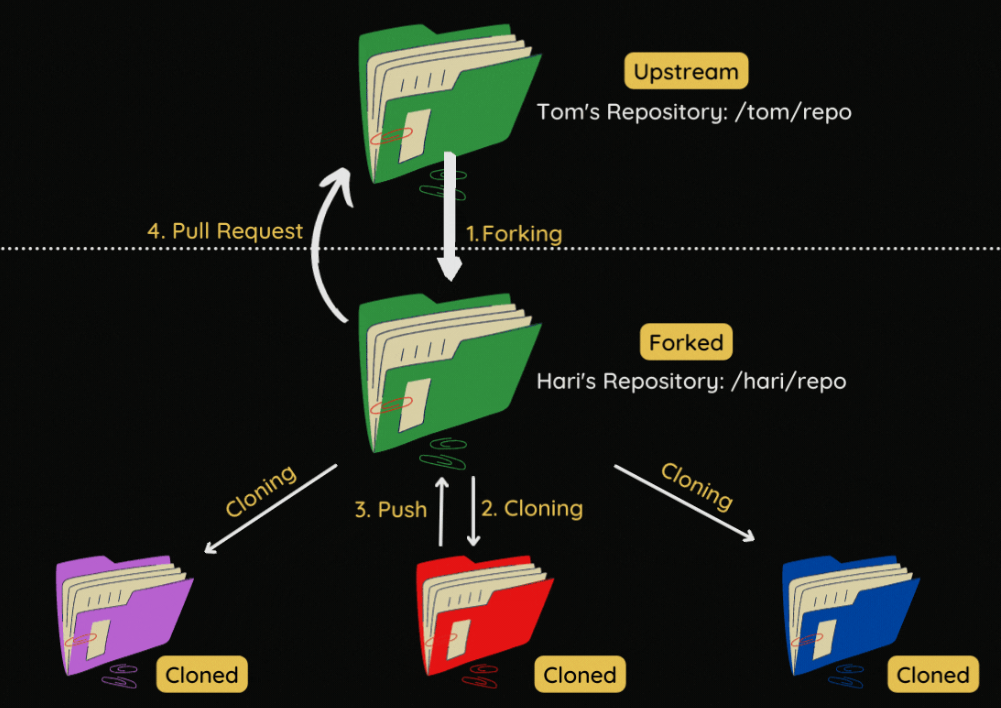 Upstream
Tom's Repository: /tom/repo
4. Pull Request
1.Forking
Forked
Hari's Repository: /hari/repo
Cloning
3. Push
2. Cloning
Cloning
Cloned
Cloned
Cloned